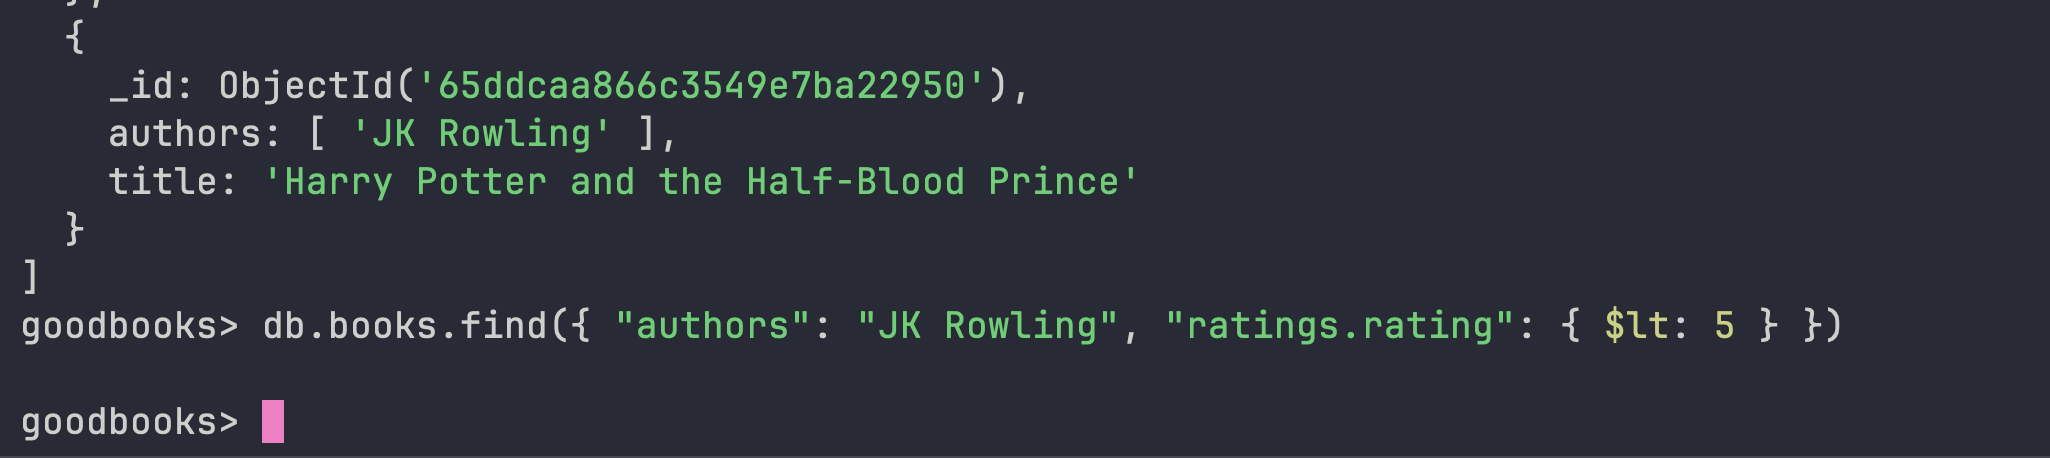 },
{
_id: ObjectId('65ddcaa866c3549e7ba22950'),
authors: [ 'JK Rowling' ],
title: 'Harry Potter and the Half-Blood Prince'
}
]
goodbooks> db.books.find({ "authors": "JK Rowling", "ratings.rating": { $lt: 5 } })
goodbooks>